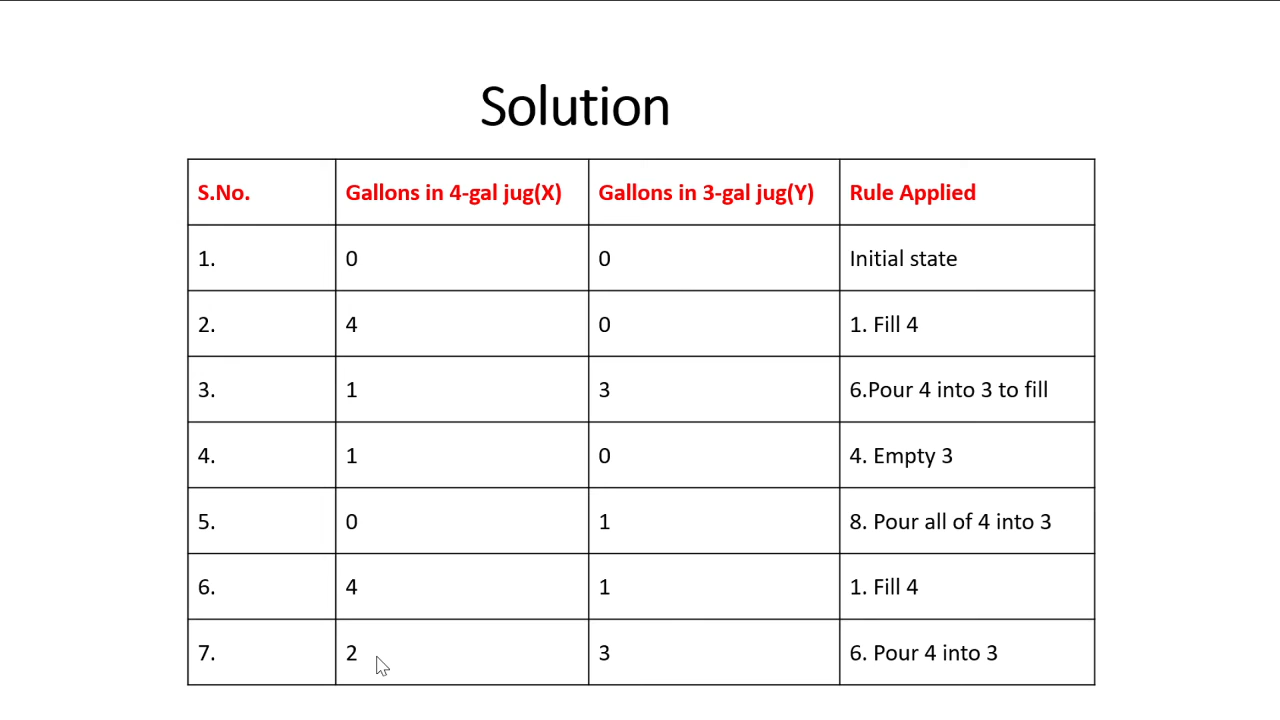 Solution
S.No. Gallons in 4-gal jug(X) Gallons in 3-gal jug(Y) Rule Applied
1. 0 0 Initial state
2. 4 0 1. Fill 4
3. 1 3 6.Pour 4 into 3 to fill
4. 1 0 4. Empty 3
5. 0 1 8. Pour all of 4 into 3
6. 4 1 1. Fill 4
7. 2 3 6. Pour 4 into 3